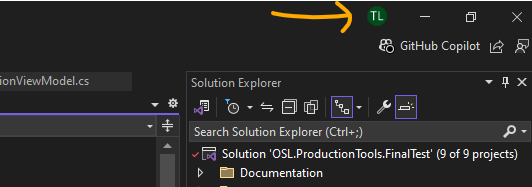 TL
GitHub Copilot
ionViewModel.cs
Solution Explorer
Search Solution Explorer (Ctrl+;)
Solution 'OSL.ProductionTools.FinalTest' (9 of 9 projects)
Documentation